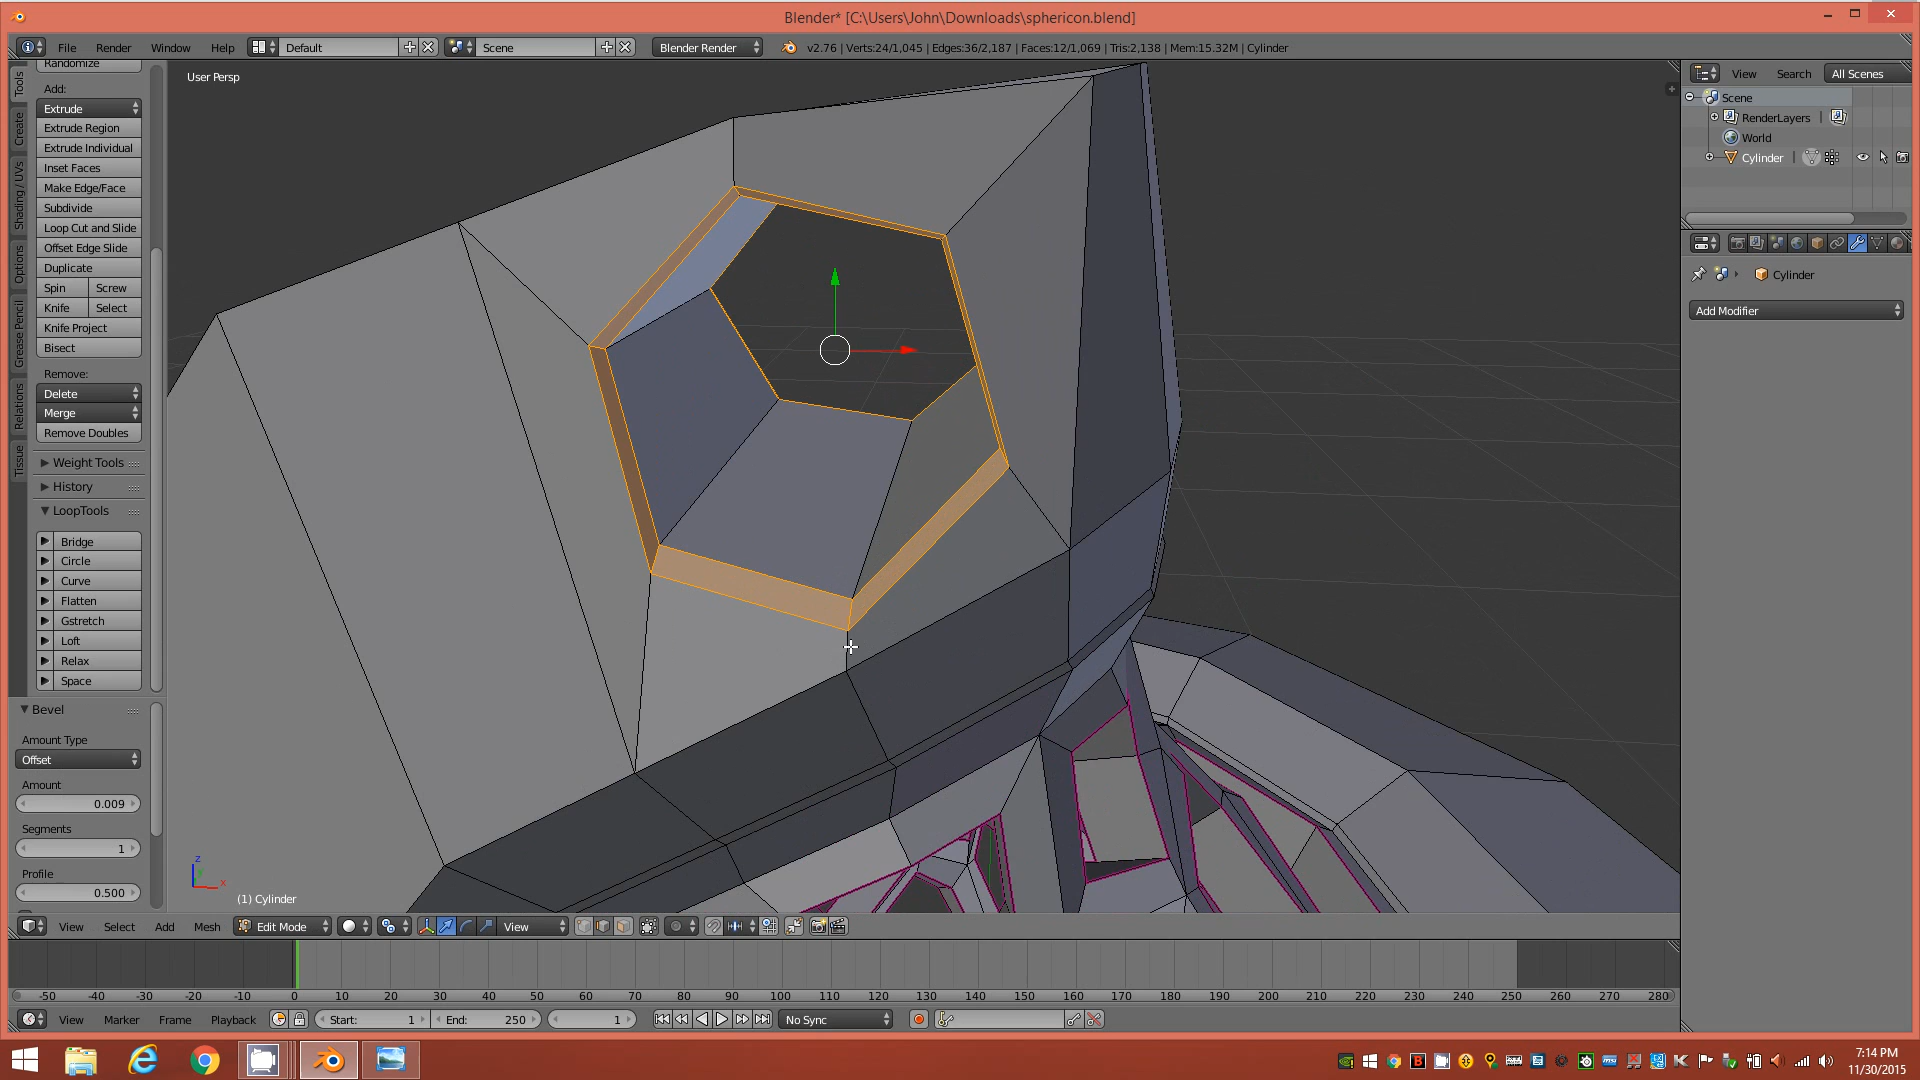 Blender* [C:\Users\John\Downloads\sphericon.blend]
File Render Window Help Default Scene Blender Render v2.76 | Verts:24/1,045 | Edges:36/2,187 | Faces:12/1,069 | Tris:2,138 | Mem:15.32M | Cylinder
Tools
Create
Shading / UVs
Options
Grease Pencil
Relations
Tissue
Randomize
Add:
Extrude
Extrude Region
Extrude Individual
Inset Faces
Make Edge/Face
Subdivide
Loop Cut and Slide
Offset Edge Slide
Duplicate
Spin Screw
Knife Select
Knife Project
Bisect
Remove:
Delete
Merge
Remove Doubles
Weight Tools
History
LoopTools
Bridge
Circle
Curve
Flatten
Gstretch
Loft
Relax
Space
Bevel
Amount Type
Offset
Amount
0.009
Segments
1
Profile
0.500
User Persp
z
y
x
(1) Cylinder
View Search All Scenes
Scene
RenderLayers
World
Cylinder
Cylinder
Add Modifier
View Select Add Mesh Edit Mode View
-50 -40 -30 -20 -10 0 10 20 30 40 50 60 70 80 90 100 110 120 130 140 150 160 170 180 190 200 210 220 230 240 250 260 270 280
View Marker Frame Playback Start: 1 End: 250 1 No Sync
7:14 PM
11/30/2015